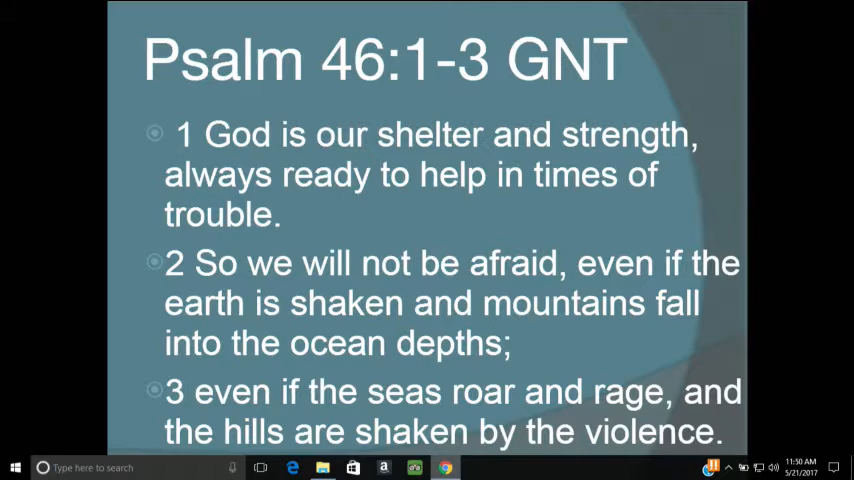 Psalm 46:1-3 GNT
1 God is our shelter and strength,
always ready to help in times of
trouble.
2 So we will not be afraid, even if the
earth is shaken and mountains fall
into the ocean depths;
3 even if the seas roar and rage, and
the hills are shaken by the violence.
Type here to search
11:50 AM
5/21/2017